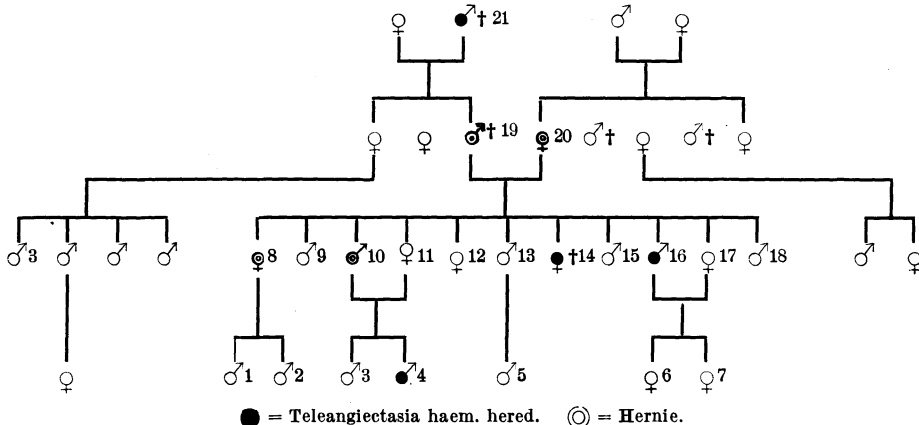 † 21
† 19 20 † †
3 8 9 10 11 12 13 †14 15 16 17 18
1 2 3 4 5 6 7
= Teleangiectasia haem. hered. = Hernie.